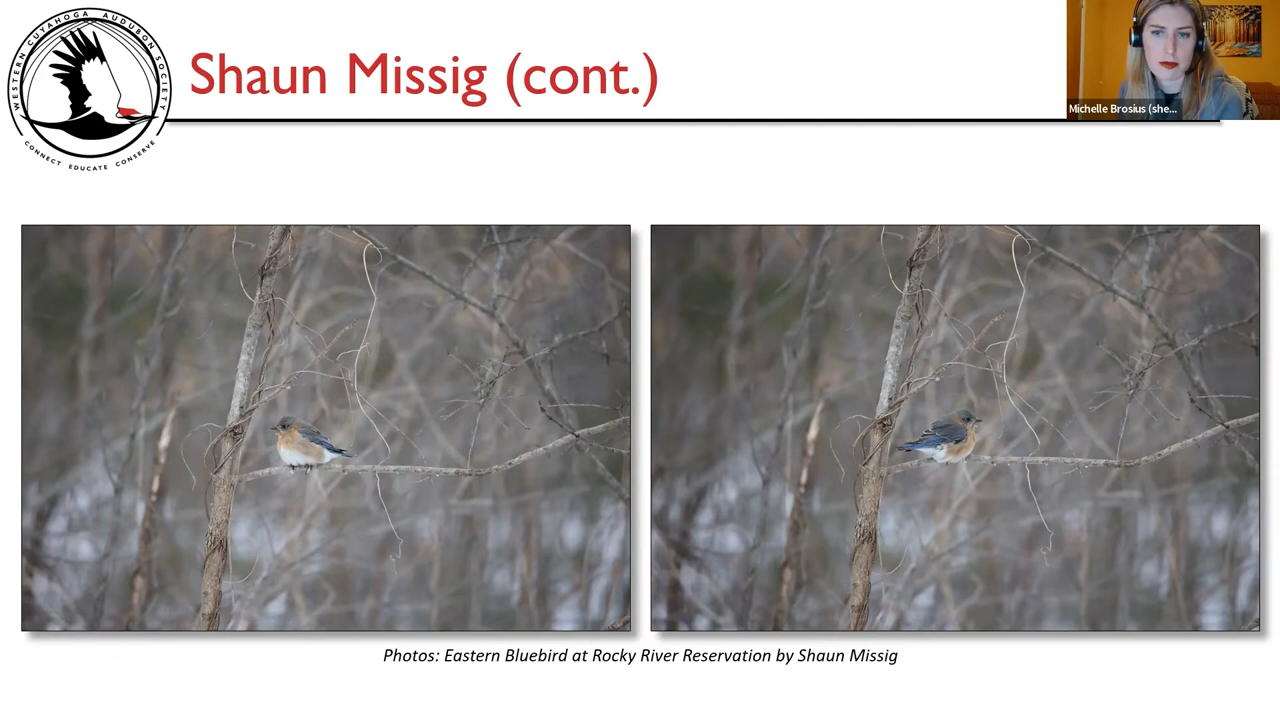 WESTERN CUYAHOGA AUDUBON SOCIETY
CONNECT EDUCATE CONSERVE
Shaun Missig (cont.)
Michelle Brosius (she...
Photos: Eastern Bluebird at Rocky River Reservation by Shaun Missig